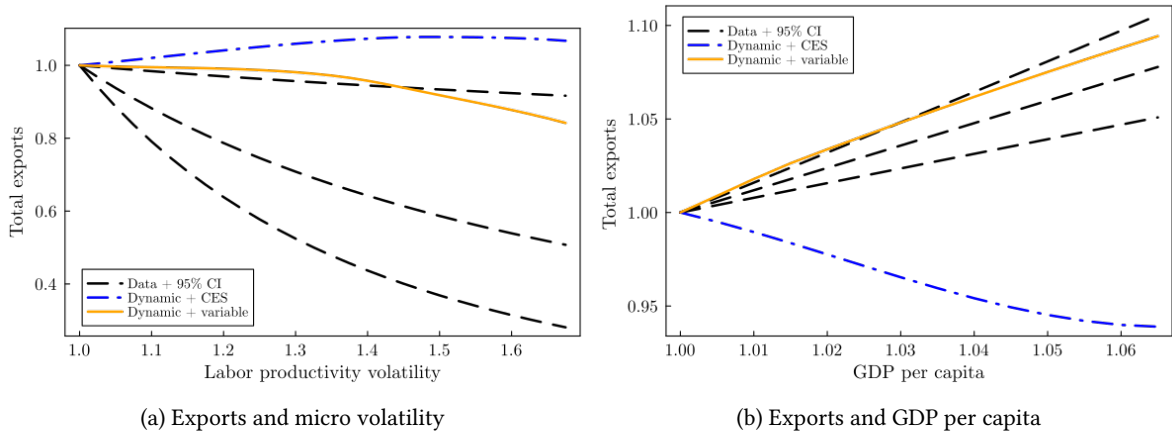 1.0
0.8
0.6
0.4
Total exports
Data + 95% CI
Dynamic + CES
Dynamic + variable
1.0 1.1 1.2 1.3 1.4 1.5 1.6
Labor productivity volatility
(a) Exports and micro volatility
1.10
1.05
1.00
0.95
Total exports
Data + 95% CI
Dynamic + CES
Dynamic + variable
1.00 1.01 1.02 1.03 1.04 1.05 1.06
GDP per capita
(b) Exports and GDP per capita